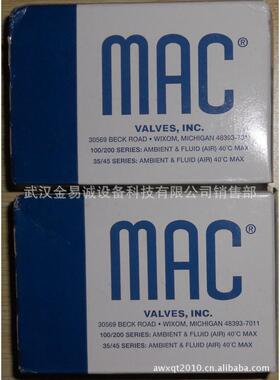 MAC®
VALVES, INC.
30569 BECK ROAD • WIXOM, MICHIGAN 48393-7011
100/200 SERIES: AMBIENT & FLUID (AIR) 40°C MAX
35/45 SERIES: AMBIENT & FLUID (AIR) 40°C MAX
武汉金易诚设备科技有限公司销售部
MAC®
VALVES, INC.
30569 BECK ROAD • WIXOM, MICHIGAN 48393-7011
100/200 SERIES: AMBIENT & FLUID (AIR) 40°C MAX
35/45 SERIES: AMBIENT & FLUID (AIR) 40°C MAX
awxqt2010.1688.com